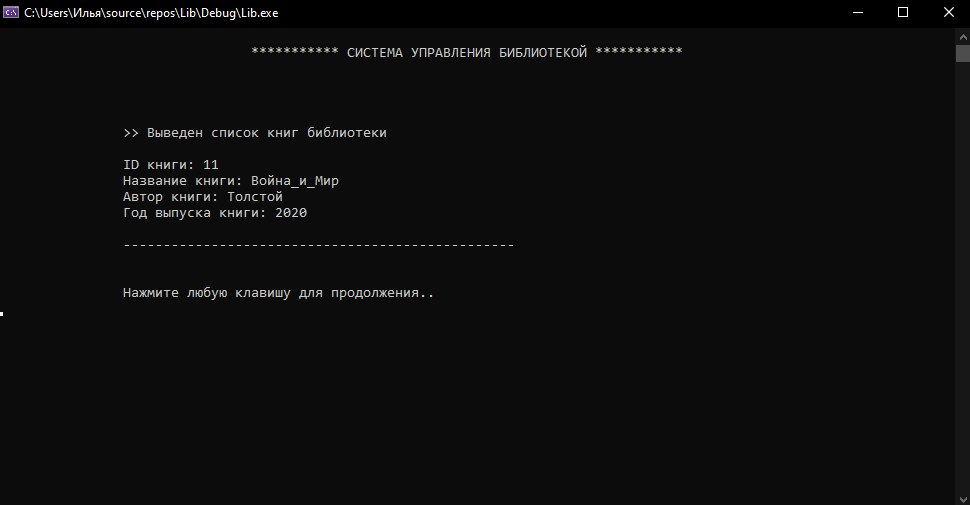 C:\Users\Илья\source\repos\Lib\Debug\Lib.exe
*********** СИСТЕМА УПРАВЛЕНИЯ БИБЛИОТЕКОЙ ***********
>> Выведен список книг библиотеки
ID книги: 11
Название книги: Война_и_Мир
Автор книги: Толстой
Год выпуска книги: 2020
-------------------------------------------------
Нажмите любую клавишу для продолжения..